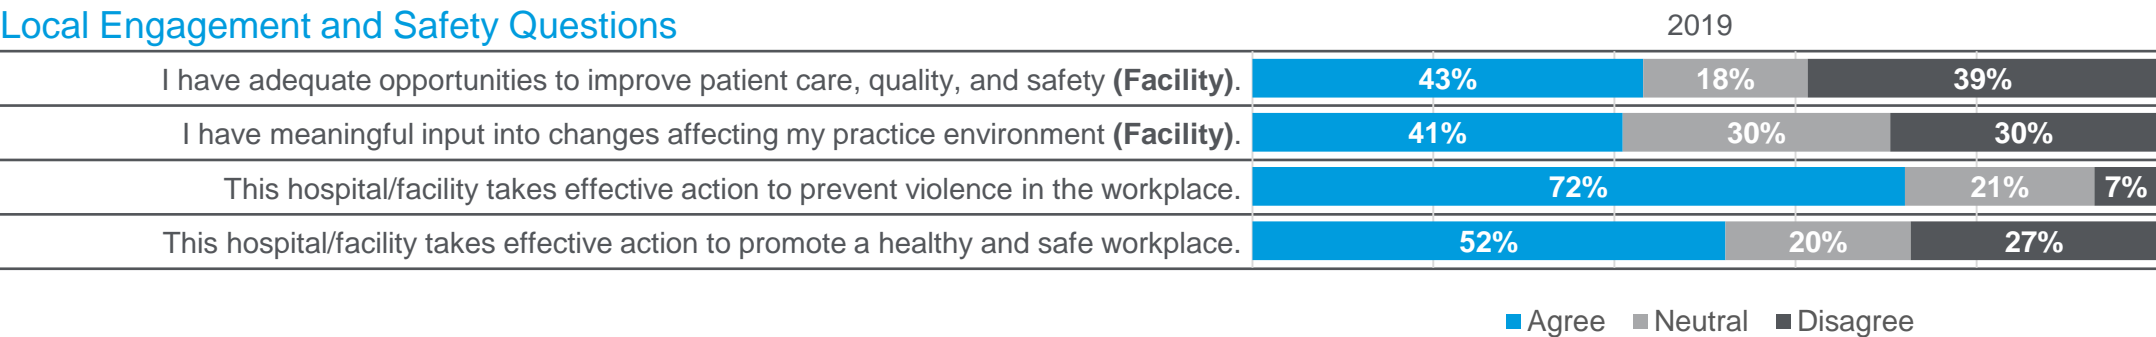 Local Engagement and Safety Questions 2019
I have adequate opportunities to improve patient care, quality, and safety (Facility). 43% 18% 39%
I have meaningful input into changes affecting my practice environment (Facility). 41% 30% 30%
This hospital/facility takes effective action to prevent violence in the workplace. 72% 21% 7%
This hospital/facility takes effective action to promote a healthy and safe workplace. 52% 20% 27%
Agree Neutral Disagree